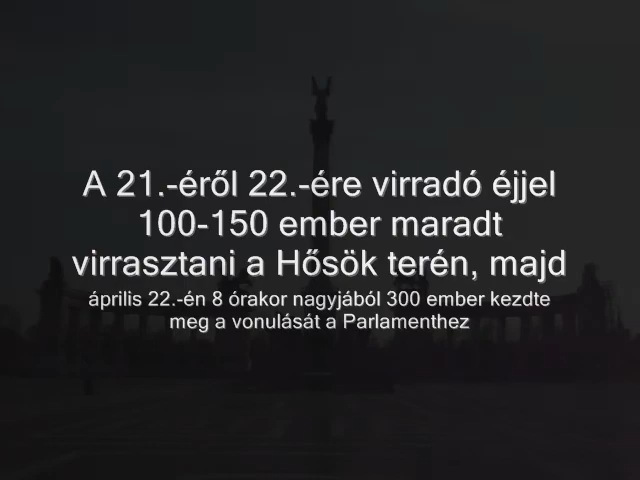 A 21.-éről 22.-ére virradó éjjel
100-150 ember maradt
virrasztani a Hősök terén, majd
április 22.-én 8 órakor nagyjából 300 ember kezdte
meg a vonulását a Parlamenthez